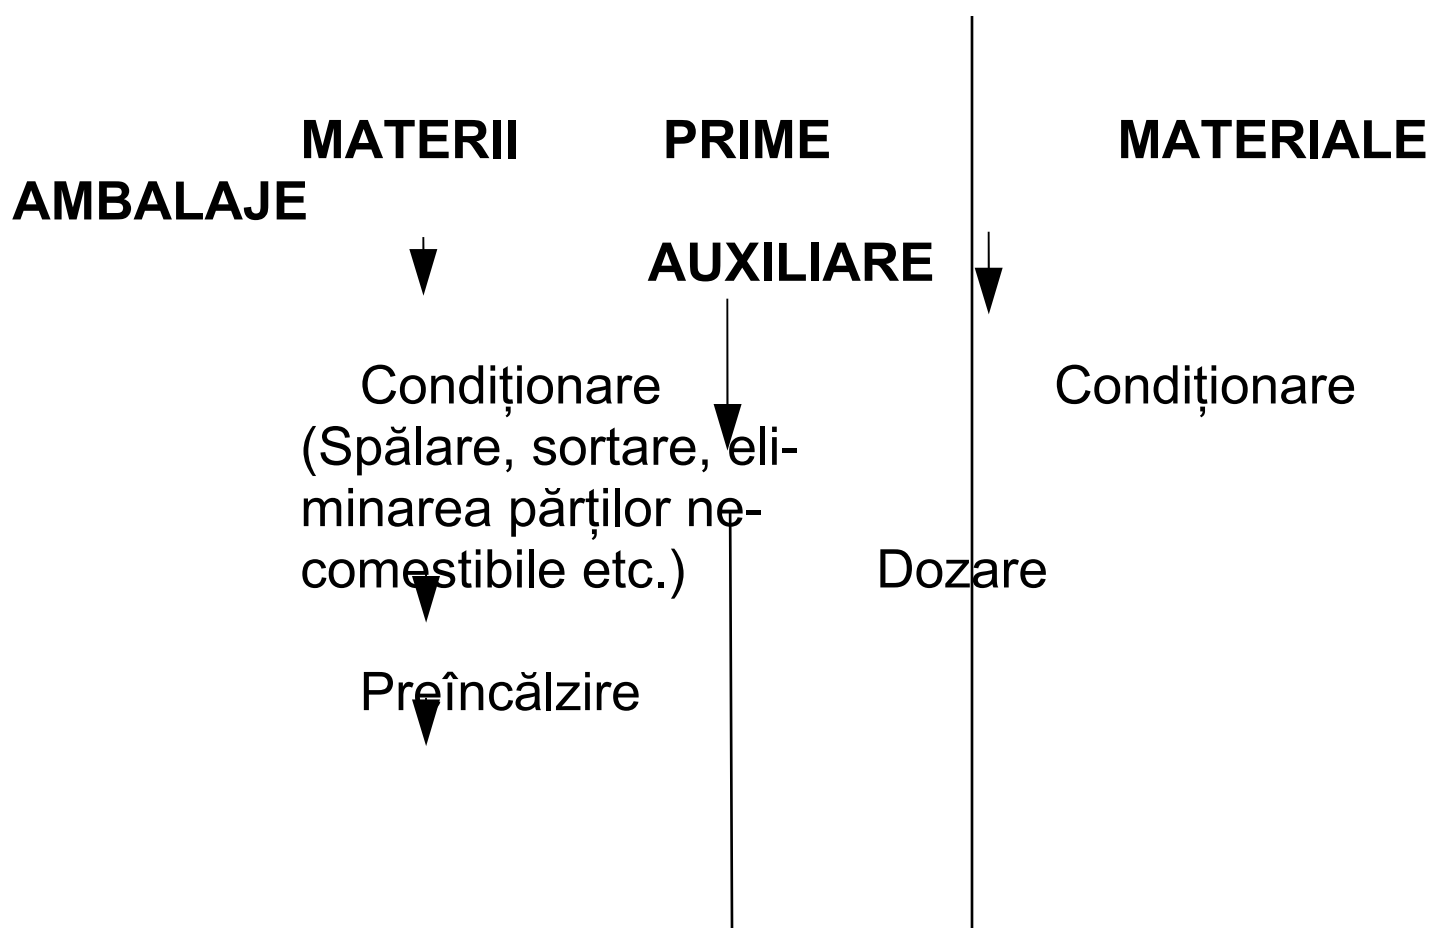 MATERII PRIME MATERIALE
AMBALAJE
AUXILIARE
Condiționare Condiționare
(Spălare, sortare, eli-
minarea părților ne-
comestibile etc.) Dozare
Preîncălzire